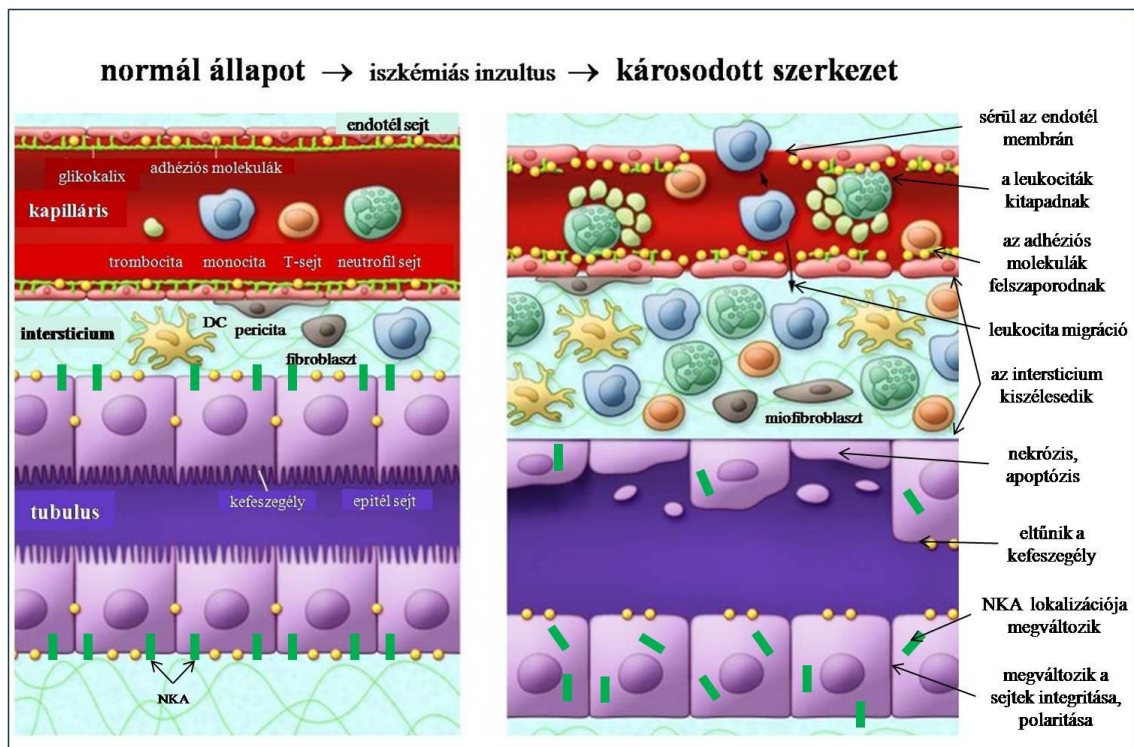 normál állapot → iszkémiás inzultus → károsodott szerkezet
endotél sejt
glikokalix
adhéziós molekulák
kapilláris
trombocita
monocita
T-sejt
neutrofil sejt
intersticium
DC
pericita
fibroblaszt
kefeszegély
epitél sejt
tubulus
NKA
miofibroblaszt
sérül az endotél
membrán
a leukociták
kitapadnak
az adhéziós
molekulák
felszaporodnak
leukocita migráció
az intersticium
kiszélesedik
nekrózis,
apoptózis
eltűnik a
kefeszegély
NKA lokalizációja
megváltozik
megváltozik a
sejtek integritása,
polaritása